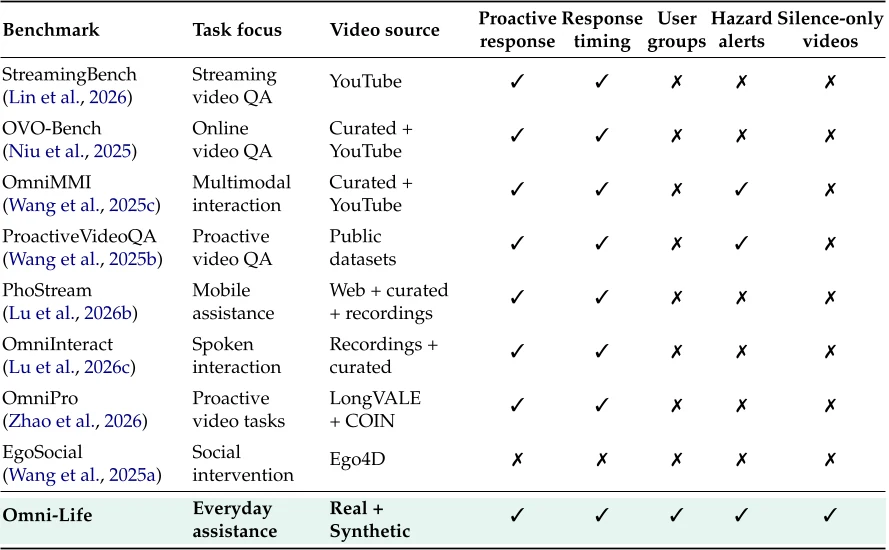 Benchmark Task focus Video source Proactive response Response timing User groups Hazard alerts Silence-only videos
StreamingBench Streaming YouTube ✓ ✓ ✗ ✗ ✗
(Lin et al., 2026) video QA
OVO-Bench Online Curated + ✓ ✓ ✗ ✗ ✗
(Niu et al., 2025) video QA YouTube
OmniMMI Multimodal Curated + ✓ ✓ ✗ ✓ ✗
(Wang et al., 2025c) interaction YouTube
ProactiveVideoQA Proactive Public ✓ ✓ ✗ ✓ ✗
(Wang et al., 2025b) video QA datasets
PhoStream Mobile Web + curated ✓ ✓ ✗ ✗ ✗
(Lu et al., 2026b) assistance + recordings
OmniInteract Spoken Recordings + ✓ ✓ ✗ ✗ ✗
(Lu et al., 2026c) interaction curated
OmniPro Proactive LongVALE ✓ ✓ ✗ ✗ ✗
(Zhao et al., 2026) video tasks + COIN
EgoSocial Social Ego4D ✗ ✗ ✗ ✗ ✗
(Wang et al., 2025a) intervention
Omni-Life Everyday Real + ✓ ✓ ✓ ✓ ✓
assistance Synthetic